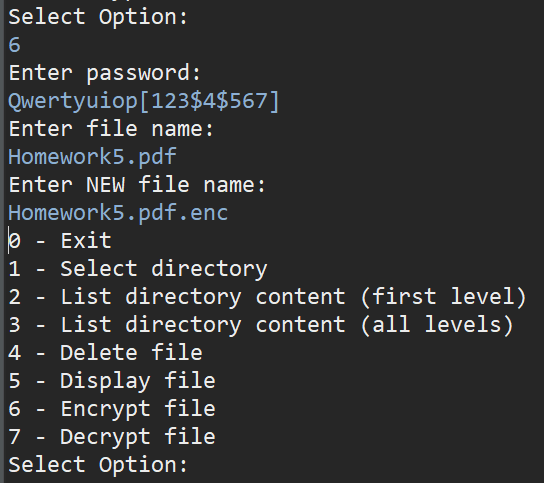 Select Option:
6
Enter password:
Qwertyuiop[123$4$567]
Enter file name:
Homework5.pdf
Enter NEW file name:
Homework5.pdf.enc
0 - Exit
1 - Select directory
2 - List directory content (first level)
3 - List directory content (all levels)
4 - Delete file
5 - Display file
6 - Encrypt file
7 - Decrypt file
Select Option: